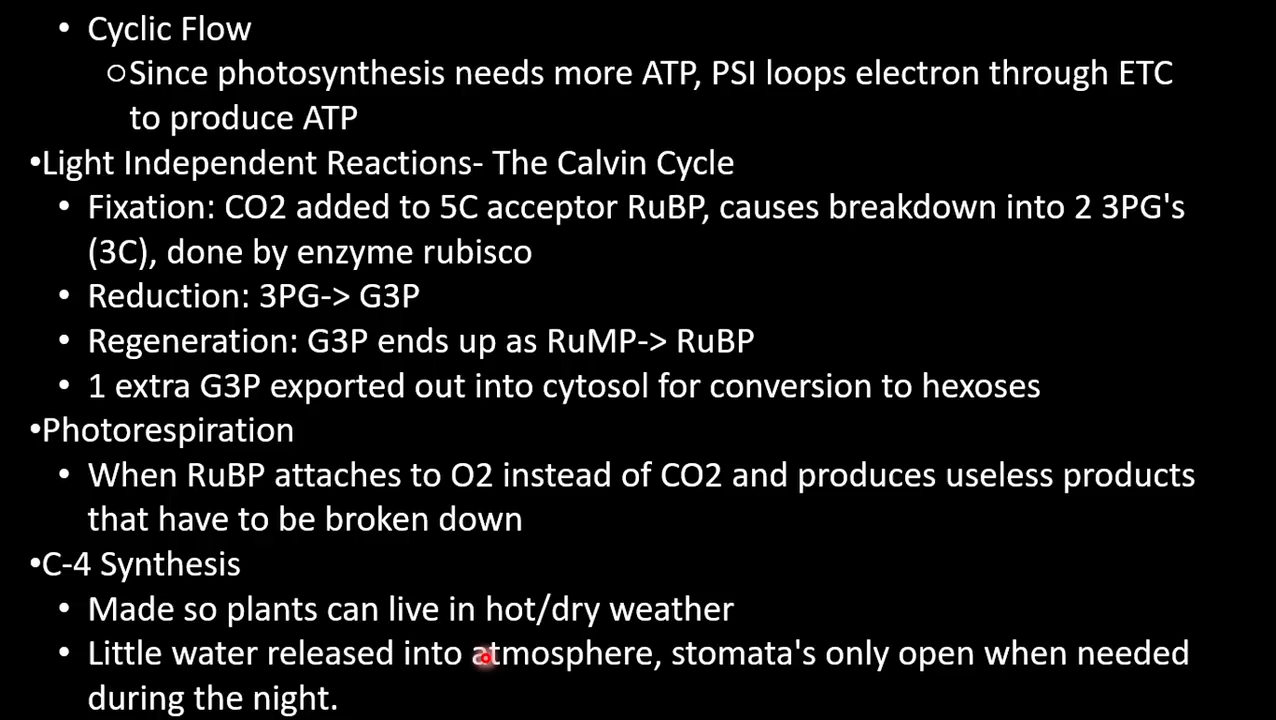 • Cyclic Flow
○Since photosynthesis needs more ATP, PSI loops electron through ETC
to produce ATP
•Light Independent Reactions- The Calvin Cycle
• Fixation: CO2 added to 5C acceptor RuBP, causes breakdown into 2 3PG's
(3C), done by enzyme rubisco
• Reduction: 3PG-> G3P
• Regeneration: G3P ends up as RuMP-> RuBP
• 1 extra G3P exported out into cytosol for conversion to hexoses
•Photorespiration
• When RuBP attaches to O2 instead of CO2 and produces useless products
that have to be broken down
•C-4 Synthesis
• Made so plants can live in hot/dry weather
• Little water released into atmosphere, stomata's only open when needed
during the night.